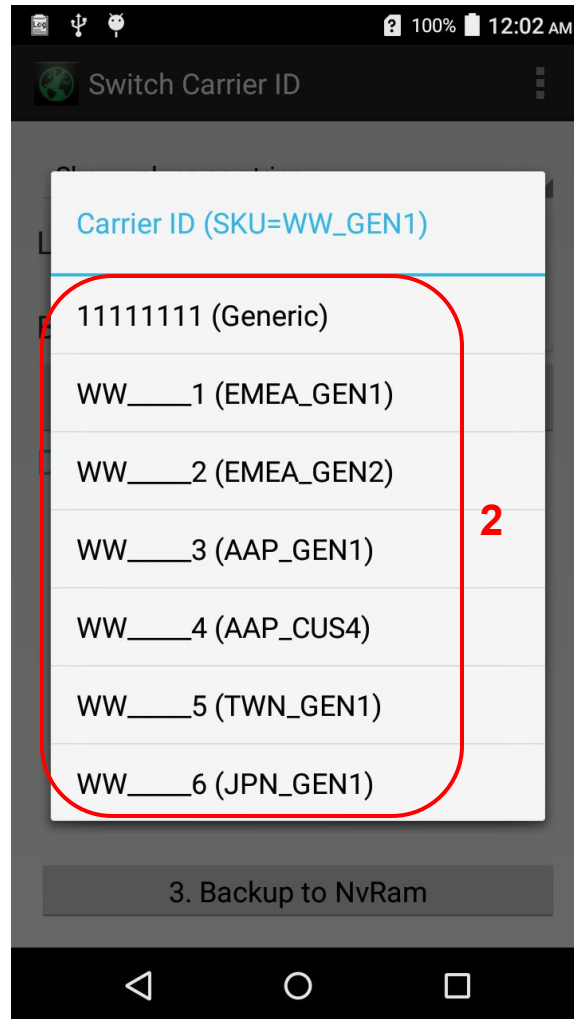 Log
? 100% 12:02 AM
Switch Carrier ID
Carrier ID (SKU=WW_GEN1)
11111111 (Generic)
WW_____1 (EMEA_GEN1)
WW_____2 (EMEA_GEN2)
2
WW_____3 (AAP_GEN1)
WW_____4 (AAP_CUS4)
WW_____5 (TWN_GEN1)
WW_____6 (JPN_GEN1)
3. Backup to NvRam